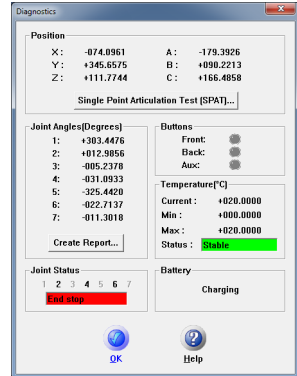 Diagnostics
Position
X: -074.0961 A: -179.3926
Y: +345.6575 B: +090.2213
Z: +111.7744 C: +166.4858
Single Point Articulation Test (SPAT)...
Joint Angles(Degrees)
1: +303.4476
2: +012.9856
3: -005.2378
4: -031.0933
5: -325.4420
6: -022.7137
7: -011.3018
Create Report...
Buttons
Front:
Back:
Aux:
Temperature(°C)
Current: +020.0000
Min: +000.0000
Max: +020.0000
Status: Stable
Joint Status
1 2 3 4 5 6 7
End stop
Battery
Charging
OK
Help